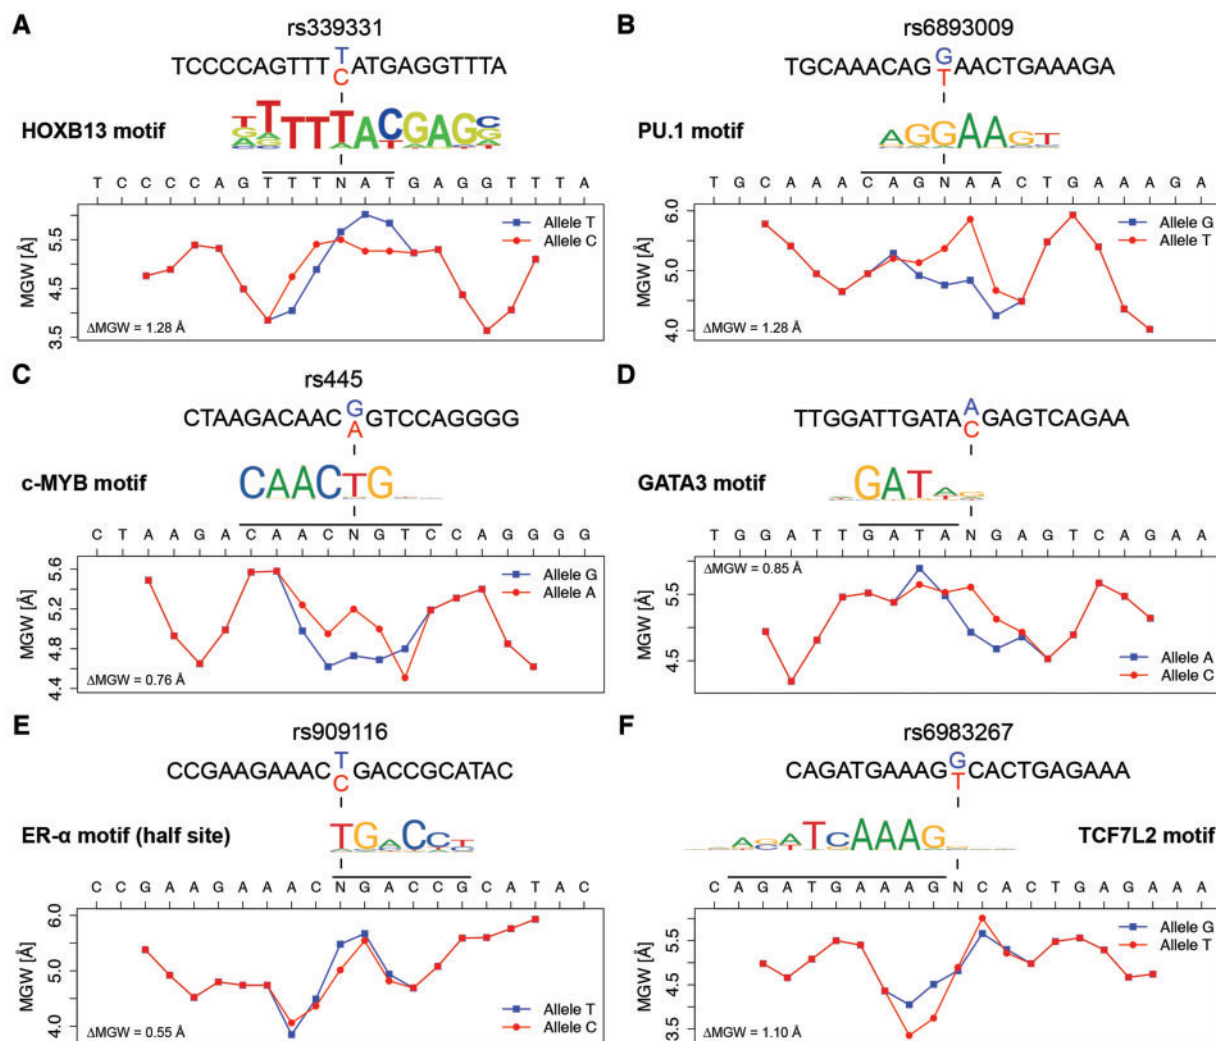 A
rs339331
TCCCCAGTTT T/C ATGAGGTTTA
HOXB13 motif
T C C C C A G T T T N A T G A G G T T T A
MGW [Å]
5.5
4.5
3.5
Allele T
Allele C
ΔMGW = 1.28 Å
B
rs6893009
TGCAAACAG G/T AACTGAAAGA
PU.1 motif
AGGAAGT
T G C A A A C A G N A A C T G A A A G A
MGW [Å]
6.0
5.0
4.0
Allele G
Allele T
ΔMGW = 1.28 Å
C
rs445
CTAAGACAAC G/A GTCCAGGGG
c-MYB motif
CAACTG
C T A A G A C A A C N G T C C A G G G G
MGW [Å]
5.6
5.2
4.8
4.4
Allele G
Allele A
ΔMGW = 0.76 Å
D
TTGGATTGATA A/C GAGTCAGAA
GATA3 motif
GATAG
T G G A T T G A T A N G A G T C A G A A
MGW [Å]
5.5
4.5
ΔMGW = 0.85 Å
Allele A
Allele C
E
rs909116
CCGAAGAAAC T/C GACCGCATAC
ER-α motif (half site)
TGACCT
C C G A A G A A A C N G A C C G C A T A C
MGW [Å]
6.0
5.0
4.0
Allele T
Allele C
ΔMGW = 0.55 Å
F
rs6983267
CAGATGAAAG G/T CACTGAGAAA
TCF7L2 motif
C A G A T G A A A G N C A C T G A G A A A
MGW [Å]
5.5
4.5
3.5
Allele G
Allele T
ΔMGW = 1.10 Å